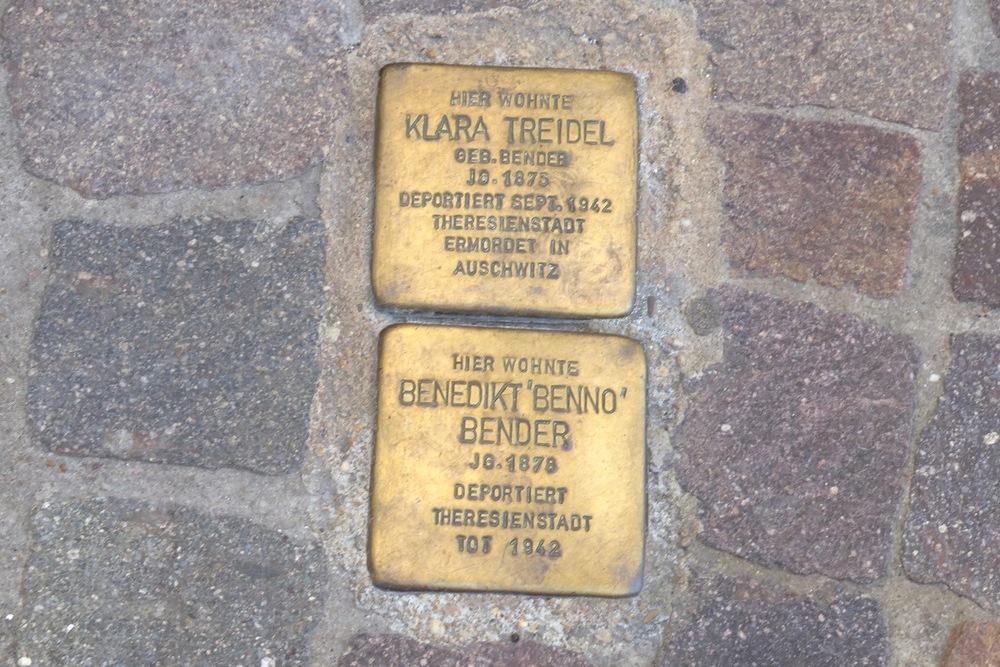 HIER WOHNTE
KLARA TREIDEL
GEB. BENDER
JG. 1875
DEPORTIERT SEPT. 1942
THERESIENSTADT
ERMORDET IN
AUSCHWITZ
HIER WOHNTE
BENEDIKT 'BENNO'
BENDER
JG. 1878
DEPORTIERT
THERESIENSTADT
TOT 1942